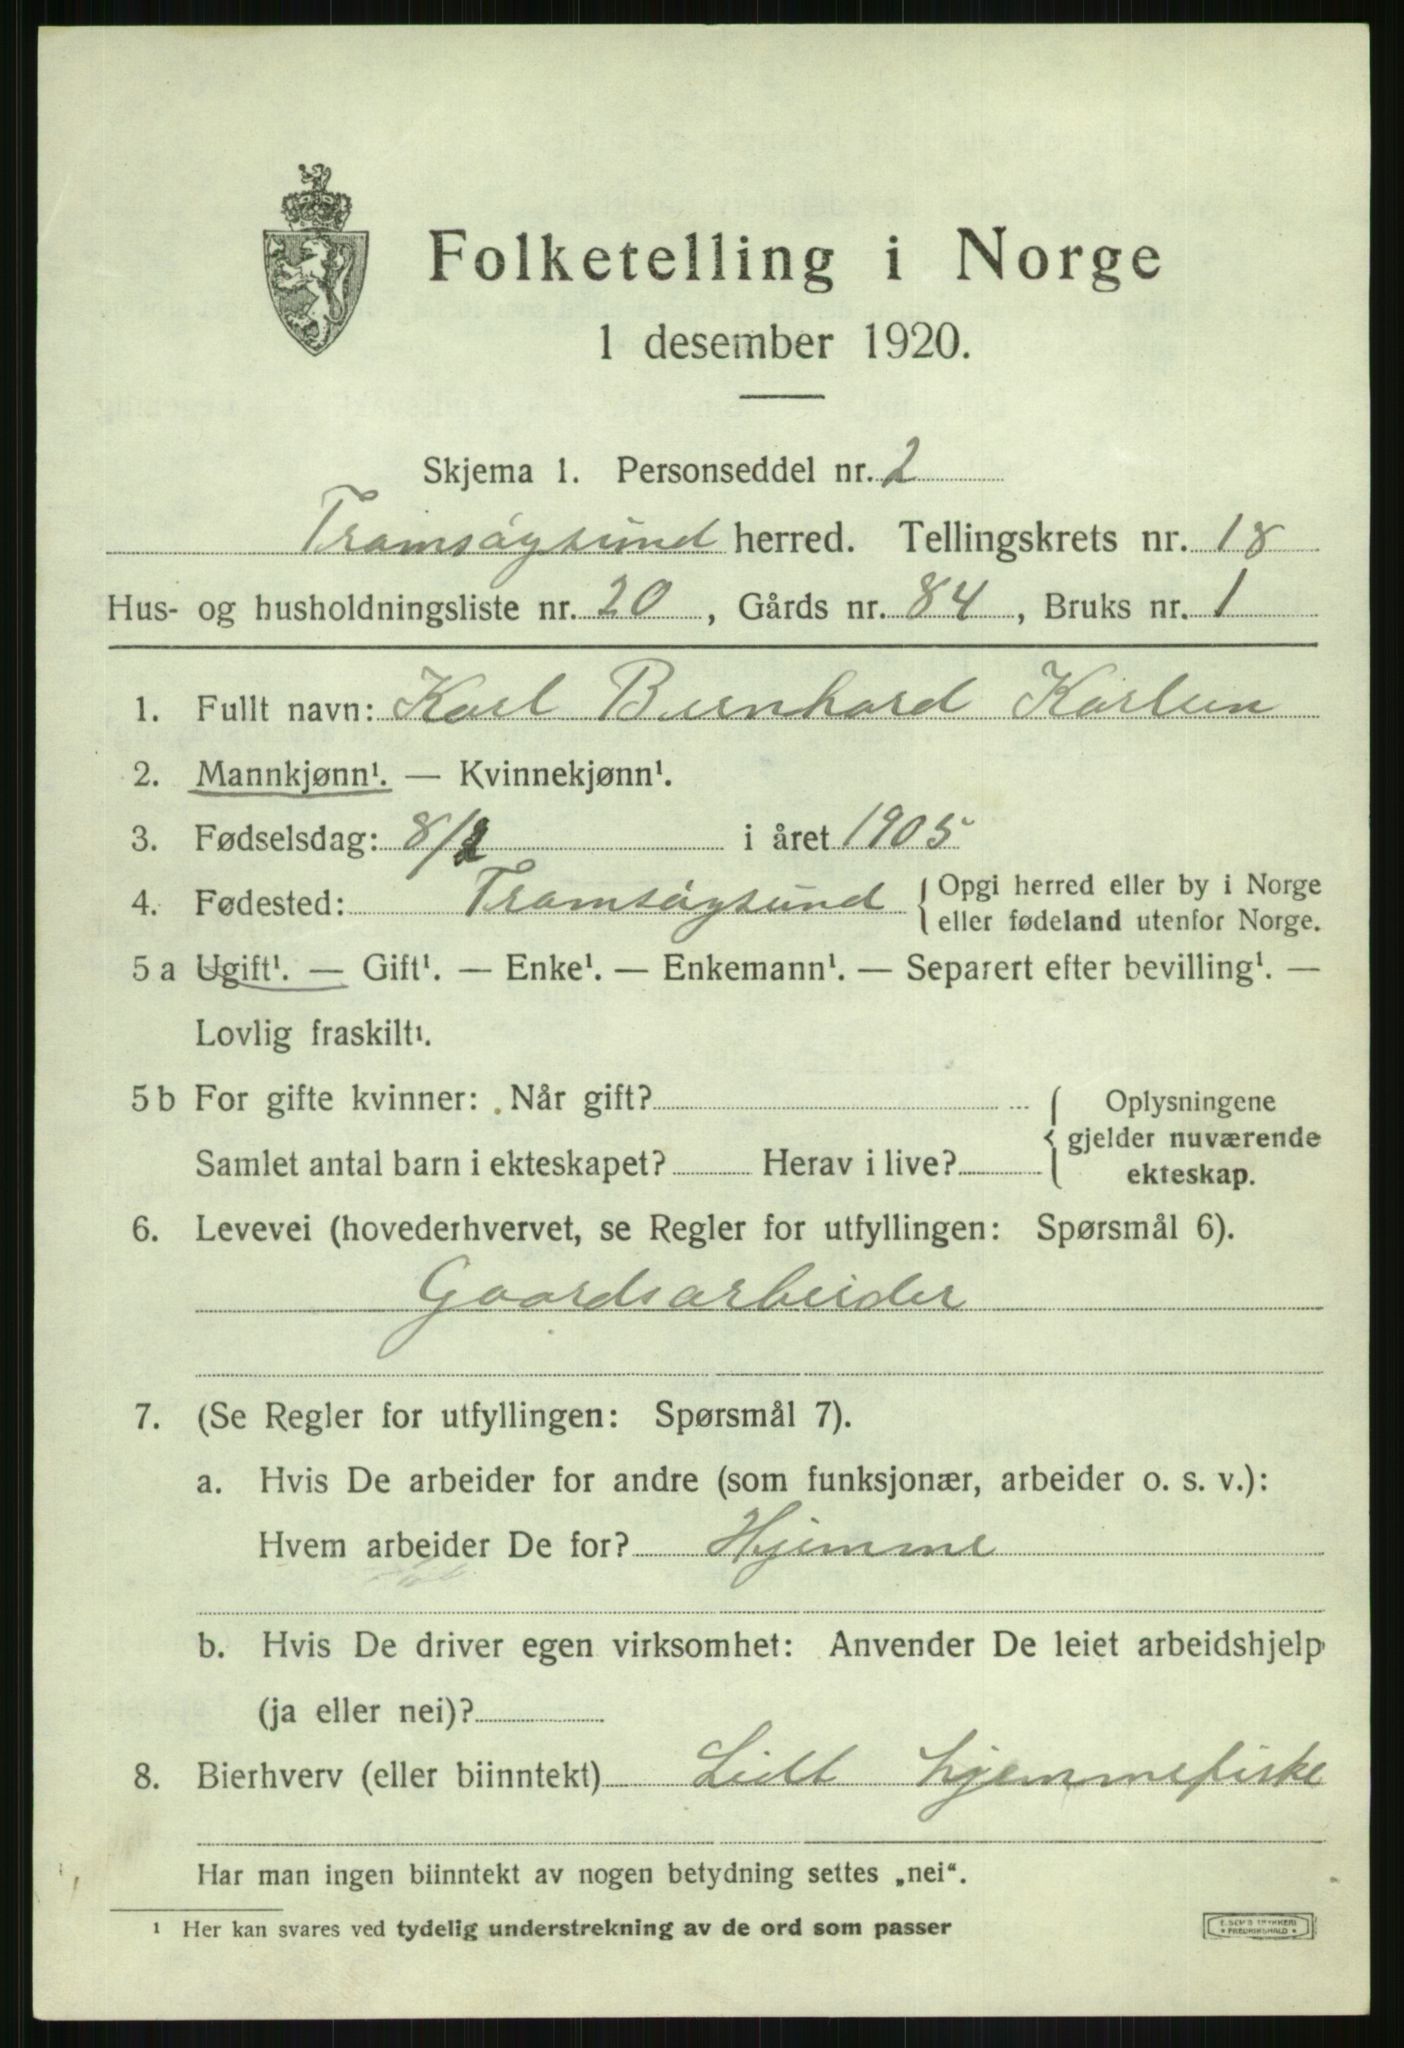 Folketelling i Norge
1 desember 1920.
Skjema 1. Personseddel nr. 2
Tromsøysund herred. Tellingskrets nr. 18
Hus- og husholdningsliste nr. 20, Gårds nr. 84, Bruks nr. 1
1. Fullt navn: Karl Bernhard Karlsen
2. Mannkjønn¹. — Kvinnekjønn¹.
3. Fødselsdag: 8/2 i året 1905
4. Fødested: Tromsøysund { Opgi herred eller by i Norge
eller fødeland utenfor Norge.
5 a Ugift¹. — Gift¹. — Enke¹. — Enkemann¹. — Separert efter bevilling¹. —
Lovlig fraskilt¹.
5 b For gifte kvinner: Når gift?
Samlet antal barn i ekteskapet? Herav i live?
Oplysningene
gjelder nuværende
ekteskap.
6. Levevei (hovederhvervet, se Regler for utfyllingen: Spørsmål 6).
Gaardsarbeider
7. (Se Regler for utfyllingen: Spørsmål 7).
a. Hvis De arbeider for andre (som funksjonær, arbeider o. s. v.):
Hvem arbeider De for? Hjemme
b. Hvis De driver egen virksomhet: Anvender De leiet arbeidshjelp
(ja eller nei)?
8. Bierhverv (eller biinntekt) Lidt hjemmefiske
Har man ingen biinntekt av nogen betydning settes „nei“.
¹ Her kan svares ved tydelig understrekning av de ord som passer
E. SEM'S TRYKKERI
FREDRIKSHALD